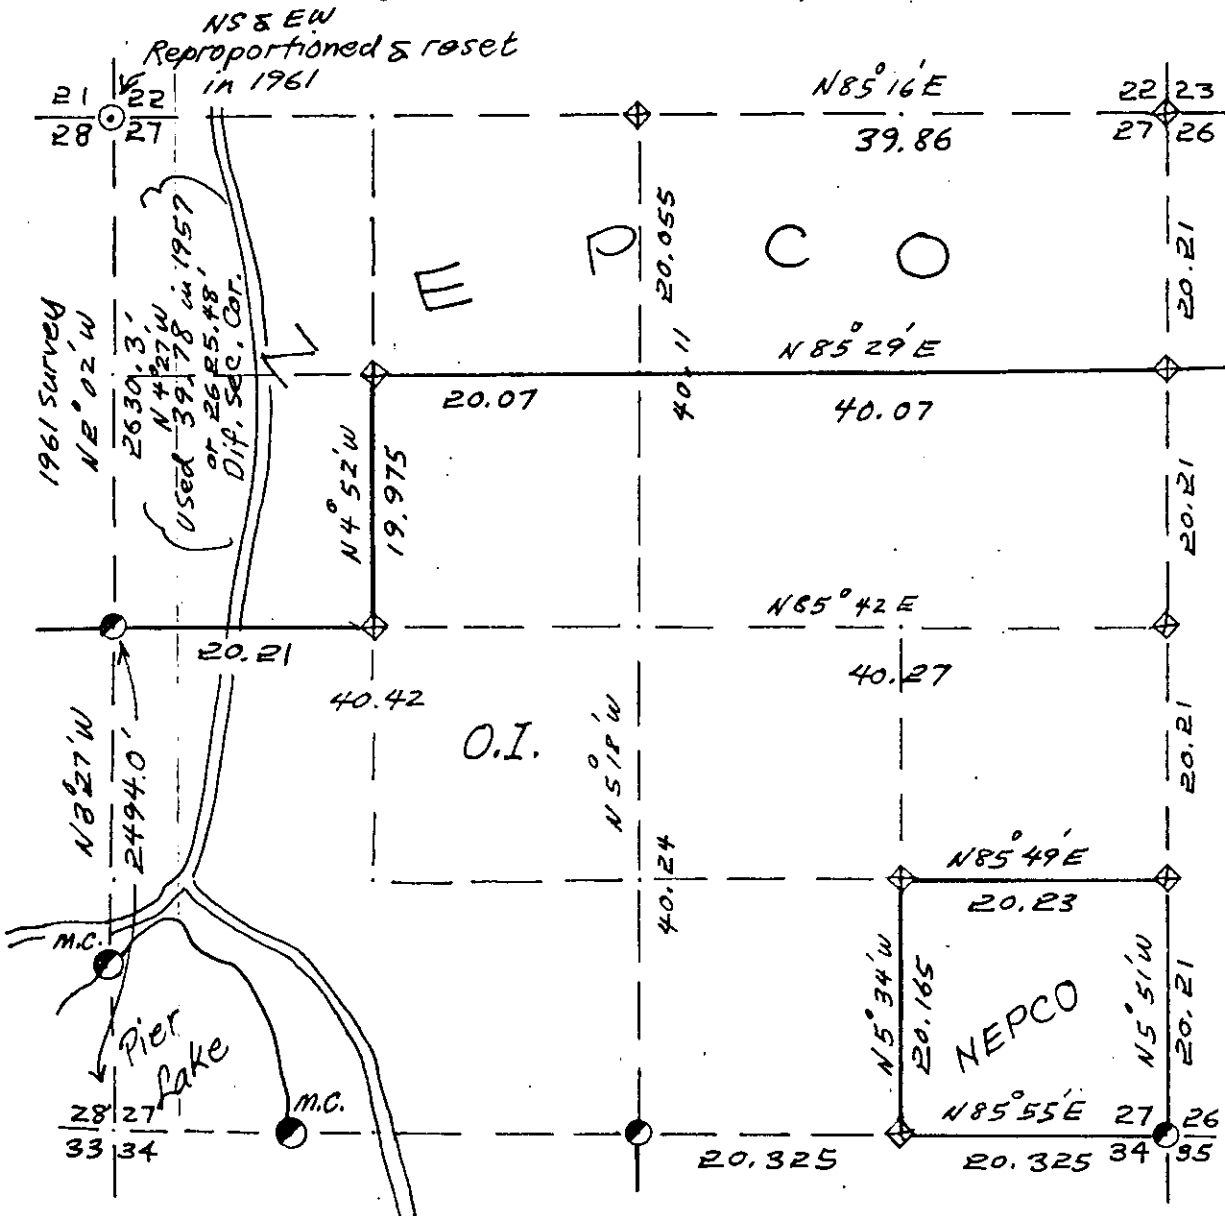 NS & EW
Reproportioned & reset
in 1961
21 22
28 27
N85°16'E
39.86
22 23
27 26
1961 Survey
N2°02'W
2630.3'
N4°27'W
Used 39.78 in 1957
or 2625.48'
Dif. Sec. Cor.
N E P C O
20.055
40.11
20.21
N85°29'E
20.07
40.07
N4°52'W
19.975
20.21
N85°42'E
20.21
40.42
40.27
O.I.
N3°27'W
2494.0'
N5°18'W
40.24
20.21
N85°49'E
20.23
M.C.
Pier
Lake
N5°34'W
20.165
NEPCO
N5°51'W
20.21
M.C.
28 27
33 34
20.325
N85°55'E
20.325
27 26
34 35